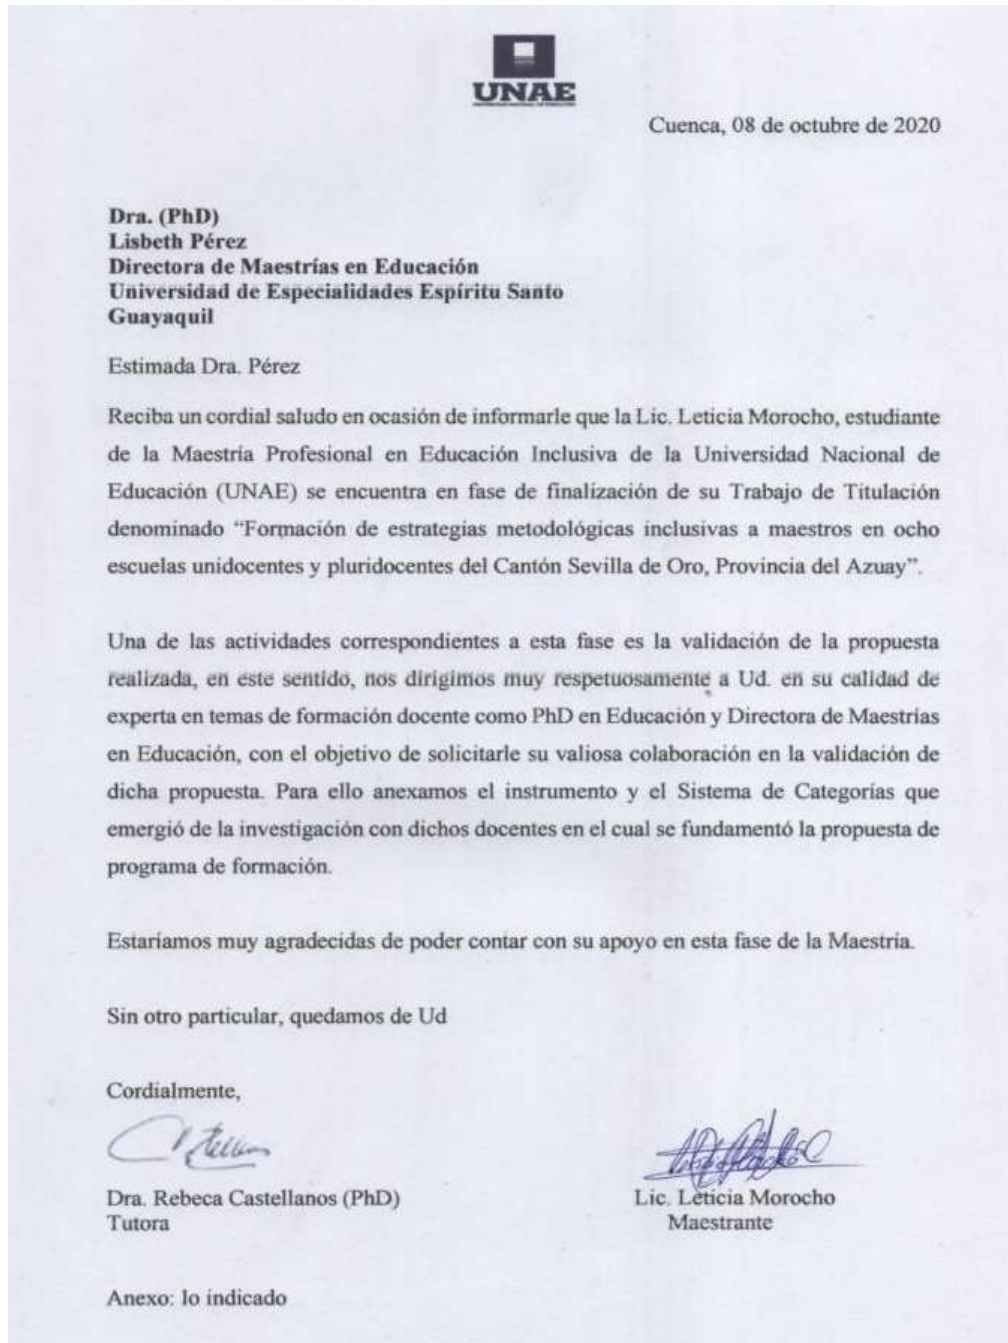 UNAE
Cuenca, 08 de octubre de 2020
Dra. (PhD)
Lisbeth Pérez
Directora de Maestrías en Educación
Universidad de Especialidades Espíritu Santo
Guayaquil
Estimada Dra. Pérez
Reciba un cordial saludo en ocasión de informarle que la Lic. Leticia Morocho, estudiante
de la Maestría Profesional en Educación Inclusiva de la Universidad Nacional de
Educación (UNAE) se encuentra en fase de finalización de su Trabajo de Titulación
denominado “Formación de estrategias metodológicas inclusivas a maestros en ocho
escuelas unidocentes y pluridocentes del Cantón Sevilla de Oro, Provincia del Azuay”.
Una de las actividades correspondientes a esta fase es la validación de la propuesta
realizada, en este sentido, nos dirigimos muy respetuosamente a Ud. en su calidad de
experta en temas de formación docente como PhD en Educación y Directora de Maestrías
en Educación, con el objetivo de solicitarle su valiosa colaboración en la validación de
dicha propuesta. Para ello anexamos el instrumento y el Sistema de Categorías que
emergió de la investigación con dichos docentes en el cual se fundamentó la propuesta de
programa de formación.
Estaríamos muy agradecidas de poder contar con su apoyo en esta fase de la Maestría.
Sin otro particular, quedamos de Ud
Cordialmente,
Dra. Rebeca Castellanos (PhD)
Tutora
Lic. Leticia Morocho
Maestrante
Anexo: lo indicado